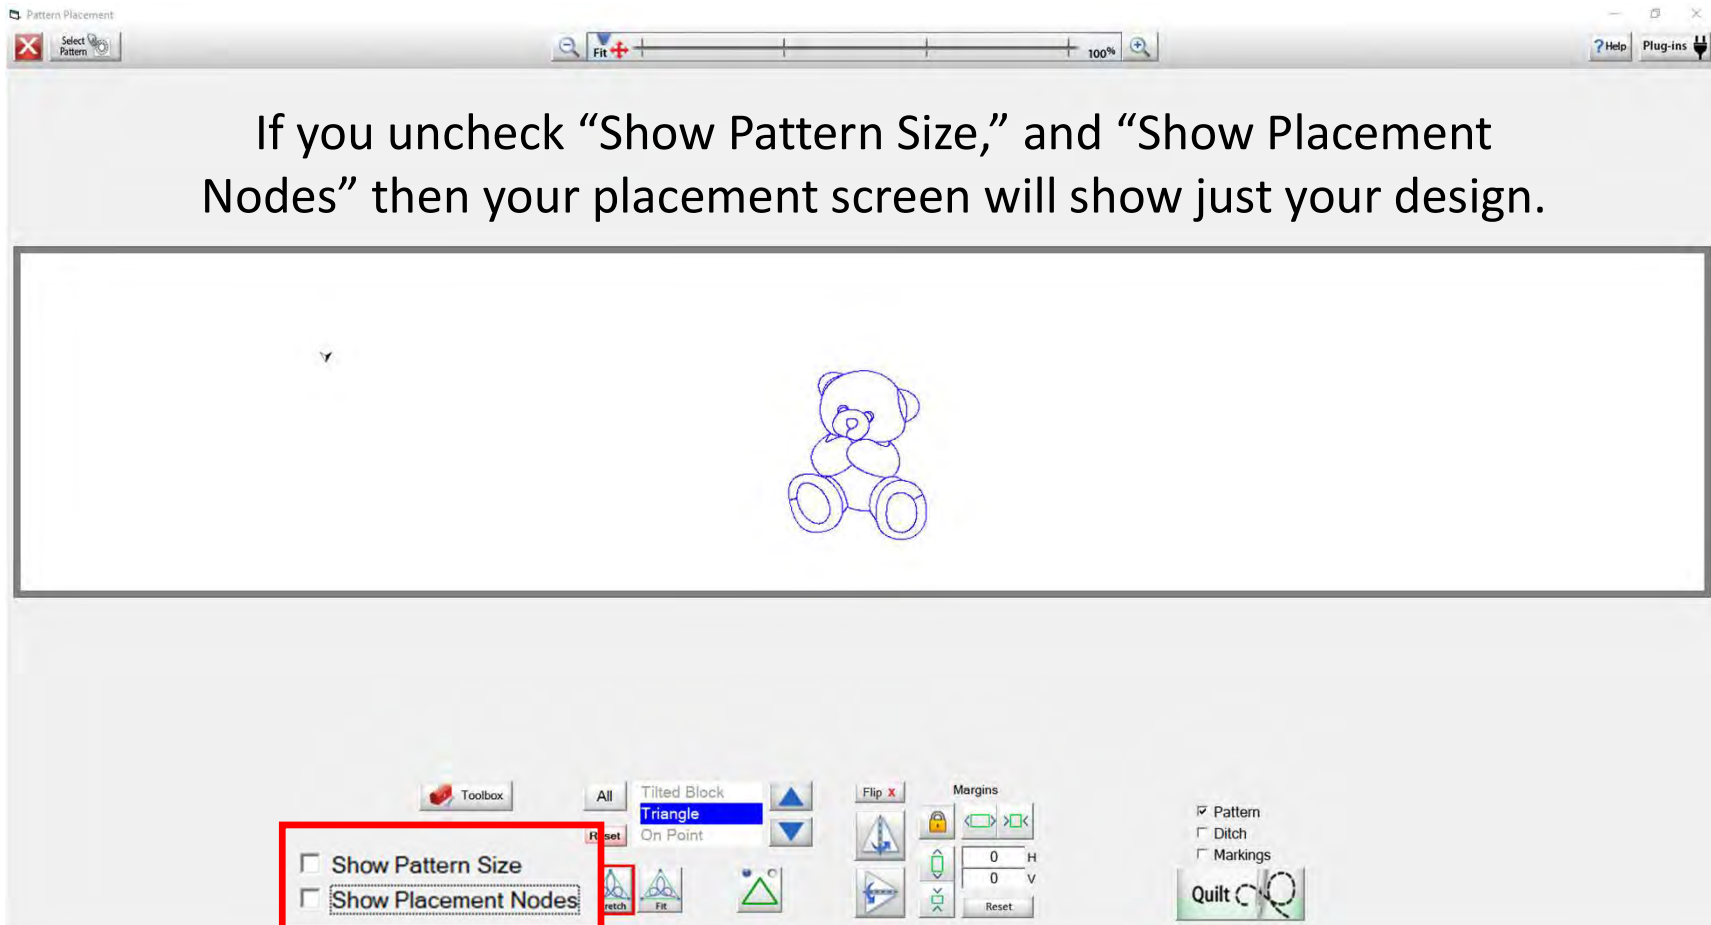 Pattern Placement
Select
Pattern
Fit
100%
?Help
Plug-ins
If you uncheck “Show Pattern Size,” and “Show Placement
Nodes” then your placement screen will show just your design.
Toolbox
All
Tilted Block
Triangle
On Point
Flip X
Margins
Pattern
Ditch
Markings
Show Pattern Size
Show Placement Nodes
Fit
0 H
0 V
Reset
Quilt